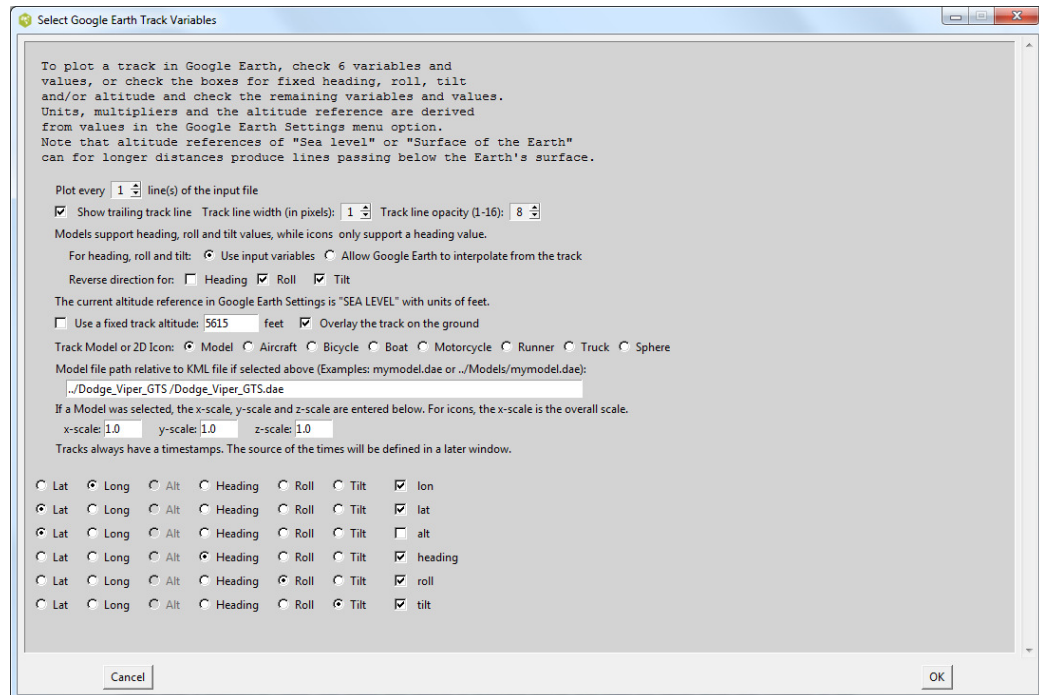 Select Google Earth Track Variables
To plot a track in Google Earth, check 6 variables and
values, or check the boxes for fixed heading, roll, tilt
and/or altitude and check the remaining variables and values.
Units, multipliers and the altitude reference are derived
from values in the Google Earth Settings menu option.
Note that altitude references of "Sea level" or "Surface of the Earth"
can for longer distances produce lines passing below the Earth's surface.
Plot every 1 line(s) of the input file
Show trailing track line Track line width (in pixels): 1 Track line opacity (1-16): 8
Models support heading, roll and tilt values, while icons only support a heading value.
For heading, roll and tilt: Use input variables Allow Google Earth to interpolate from the track
Reverse direction for: Heading Roll Tilt
The current altitude reference in Google Earth Settings is "SEA LEVEL" with units of feet.
Use a fixed track altitude: 5615 feet Overlay the track on the ground
Track Model or 2D Icon: Model Aircraft Bicycle Boat Motorcycle Runner Truck Sphere
Model file path relative to KML file if selected above (Examples: mymodel.dae or ../Models/mymodel.dae):
../Dodge_Viper_GTS /Dodge_Viper_GTS.dae
If a Model was selected, the x-scale, y-scale and z-scale are entered below. For icons, the x-scale is the overall scale.
x-scale: 1.0 y-scale: 1.0 z-scale: 1.0
Tracks always have a timestamps. The source of the times will be defined in a later window.
Lat Long Alt Heading Roll Tilt lon
Lat Long Alt Heading Roll Tilt lat
Lat Long Alt Heading Roll Tilt alt
Lat Long Alt Heading Roll Tilt heading
Lat Long Alt Heading Roll Tilt roll
Lat Long Alt Heading Roll Tilt tilt
Cancel OK